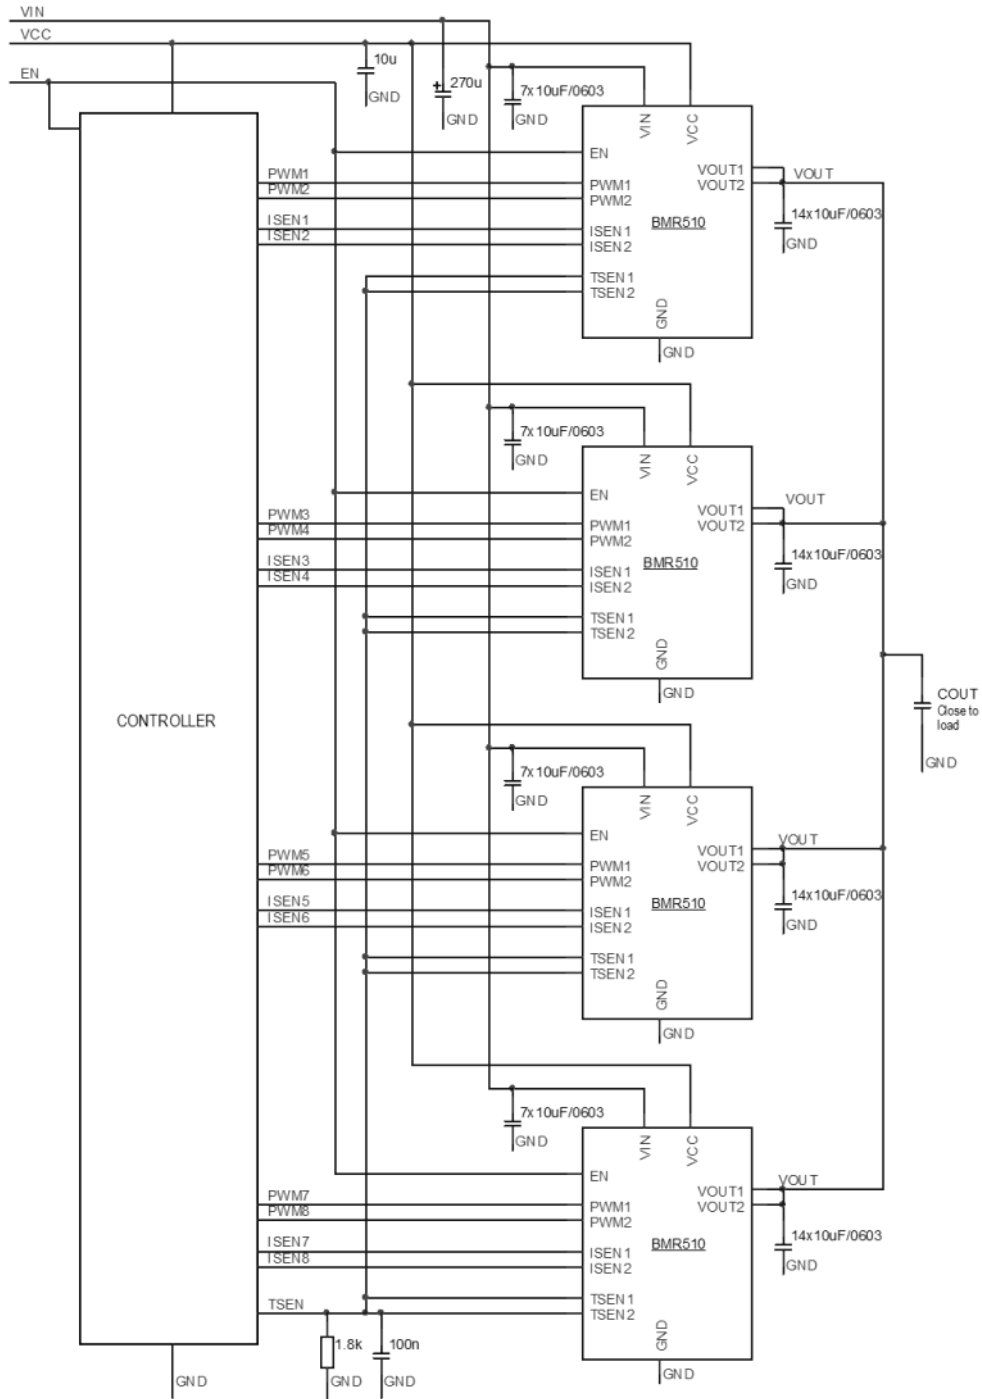 VIN
VCC
EN
10u
GND
270u
GND
7x10uF/0603
GND
VIN
VCC
EN
PWM1
PWM2
ISEN1
ISEN2
PWM1
PWM2
ISEN1
ISEN2
TSEN1
TSEN2
BMR510
VOUT1
VOUT2
VOUT
14x10uF/0603
GND
GND
GND
7x10uF/0603
GND
VIN
VCC
EN
PWM3
PWM4
ISEN3
ISEN4
PWM1
PWM2
ISEN1
ISEN2
TSEN1
TSEN2
BMR510
VOUT1
VOUT2
VOUT
14x10uF/0603
GND
GND
GND
CONTROLLER
COUT
Close to
load
GND
7x10uF/0603
GND
VIN
VCC
EN
PWM5
PWM6
ISEN5
ISEN6
PWM1
PWM2
ISEN1
ISEN2
TSEN1
TSEN2
BMR510
VOUT1
VOUT2
VOUT
14x10uF/0603
GND
GND
GND
7x10uF/0603
GND
VIN
VCC
EN
PWM7
PWM8
ISEN7
ISEN8
TSEN
PWM1
PWM2
ISEN1
ISEN2
TSEN1
TSEN2
BMR510
VOUT1
VOUT2
VOUT
14x10uF/0603
GND
GND
GND
1.8k
100n
GND
GND
GND